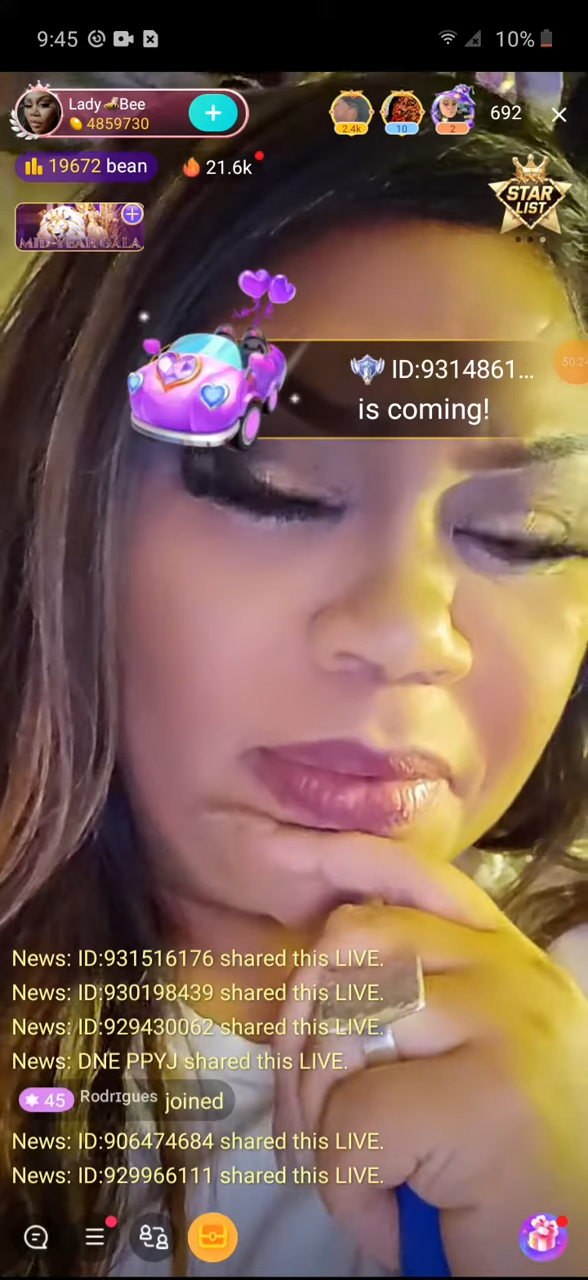 9:45
10%
Lady Bee
4859730
2.4k
10
2
692
19672 bean
21.6k
STAR
LIST
MID-YEAR GALA
ID:9314861...
50:2
is coming!
News: ID:931516176 shared this LIVE.
News: ID:930198439 shared this LIVE.
News: ID:929430062 shared this LIVE.
News: DNE PPYJ shared this LIVE.
45 Rodrɪgues joined
News: ID:906474684 shared this LIVE.
News: ID:929966111 shared this LIVE.